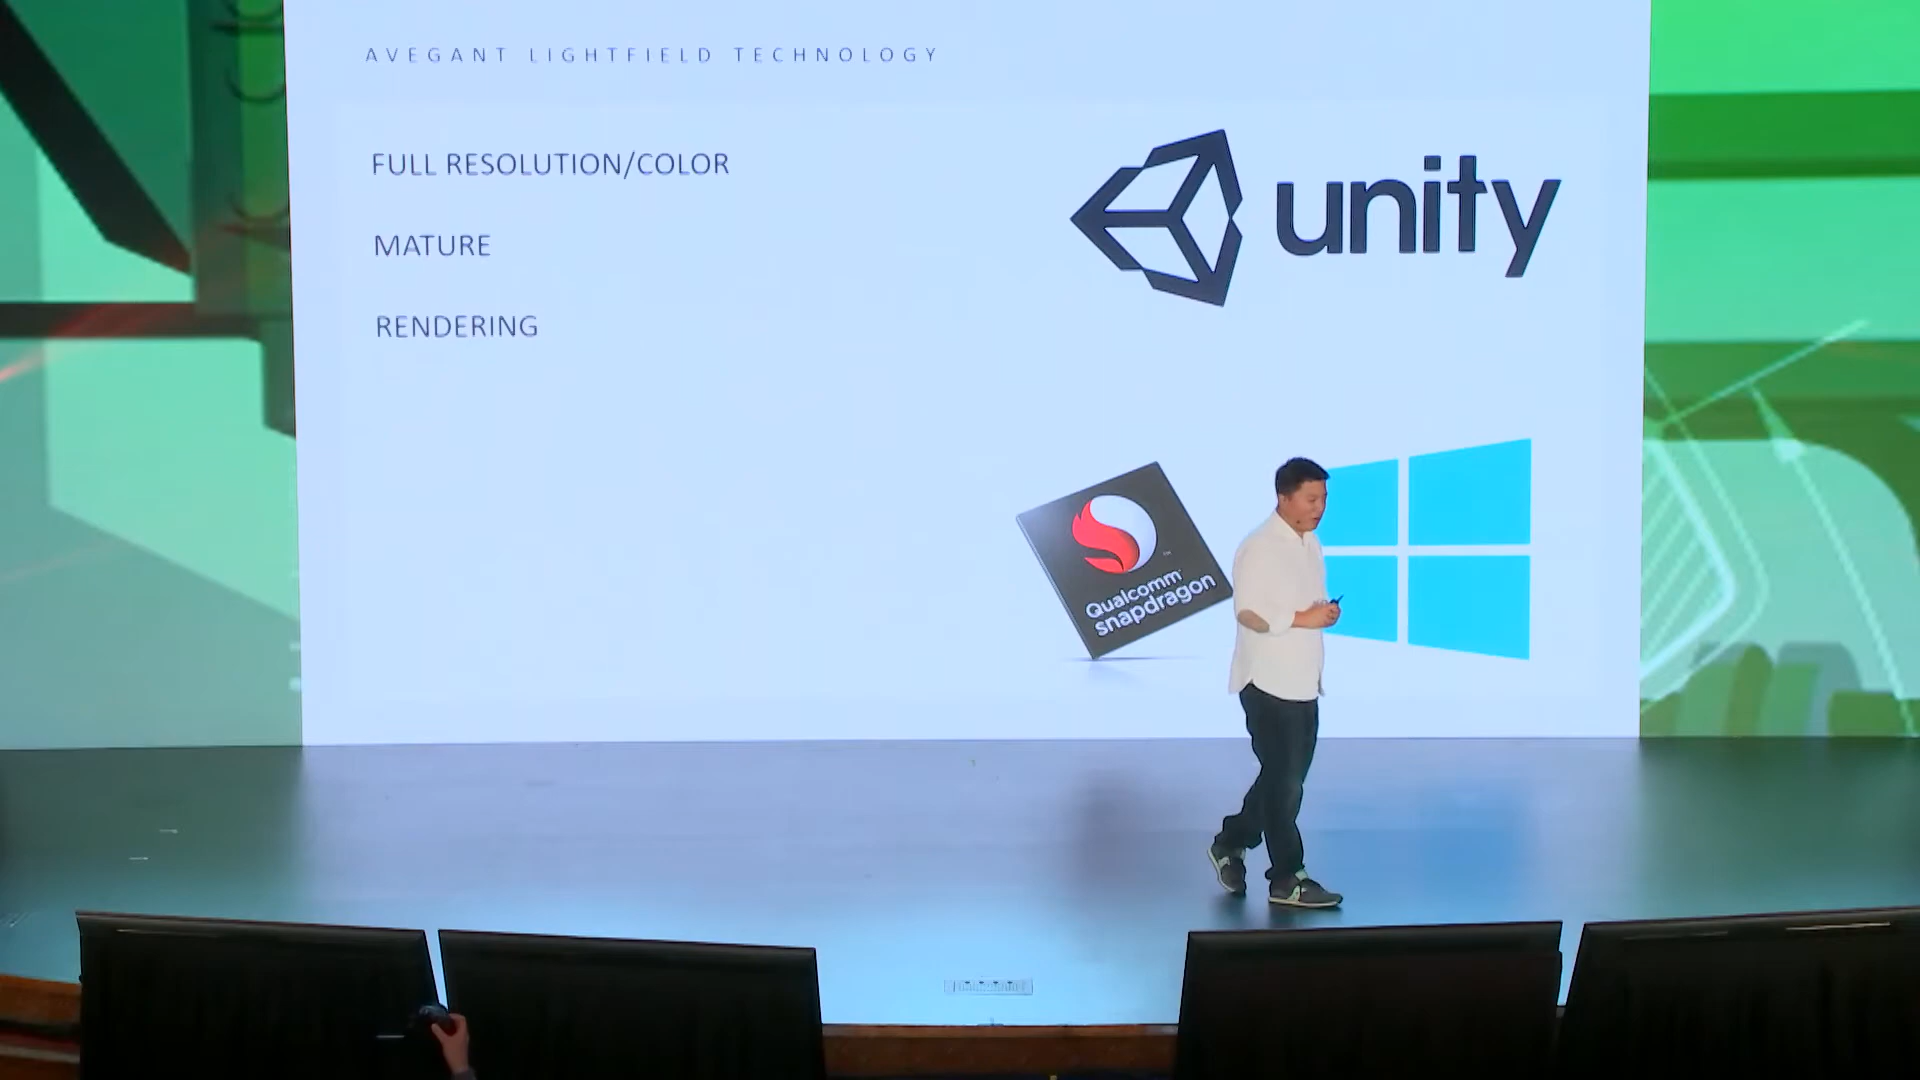 AVEGANT LIGHTFIELD TECHNOLOGY
FULL RESOLUTION/COLOR
MATURE
RENDERING
unity
Qualcomm
snapdragon